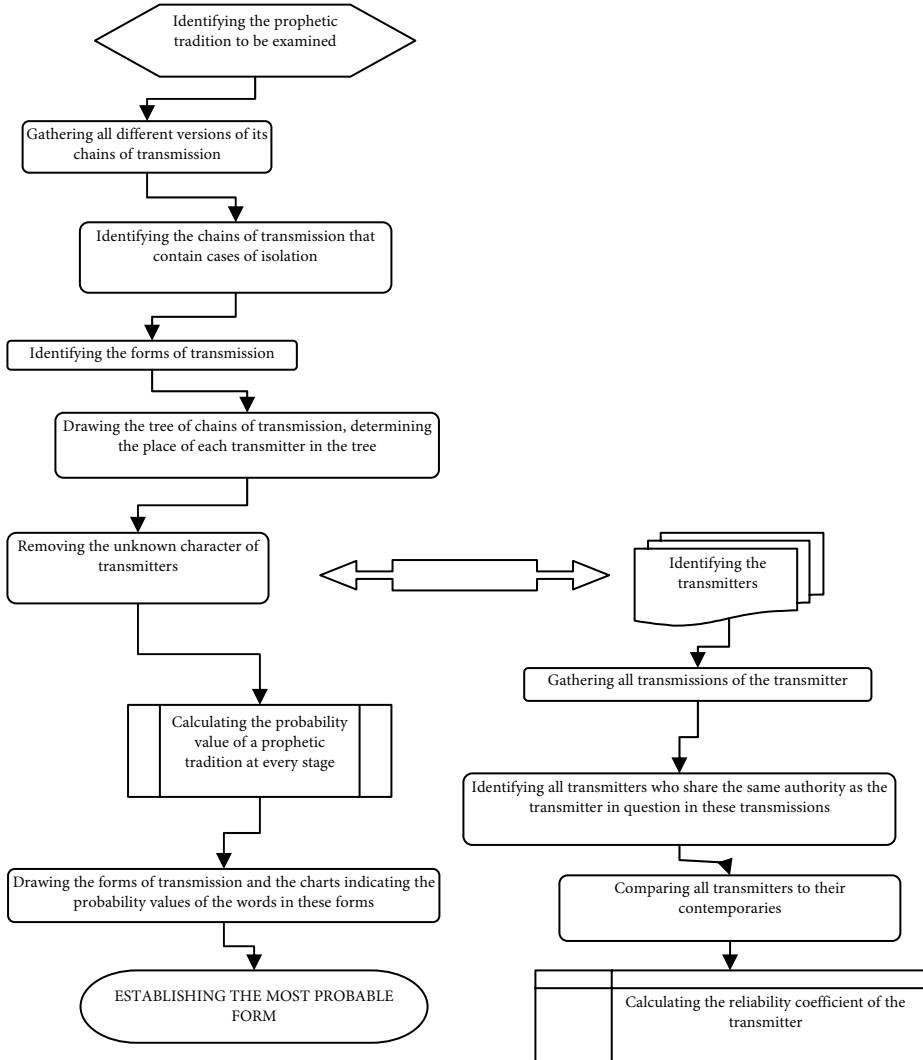 Identifying the prophetic
tradition to be examined
Gathering all different versions of its
chains of transmission
Identifying the chains of transmission that
contain cases of isolation
Identifying the forms of transmission
Drawing the tree of chains of transmission, determining
the place of each transmitter in the tree
Removing the unknown character of
transmitters
Calculating the probability
value of a prophetic
tradition at every stage
Drawing the forms of transmission and the charts indicating the
probability values of the words in these forms
ESTABLISHING THE MOST PROBABLE
FORM
Identifying the
transmitters
Gathering all transmissions of the transmitter
Identifying all transmitters who share the same authority as the
transmitter in question in these transmissions
Comparing all transmitters to their
contemporaries
Calculating the reliability coefficient of the
transmitter